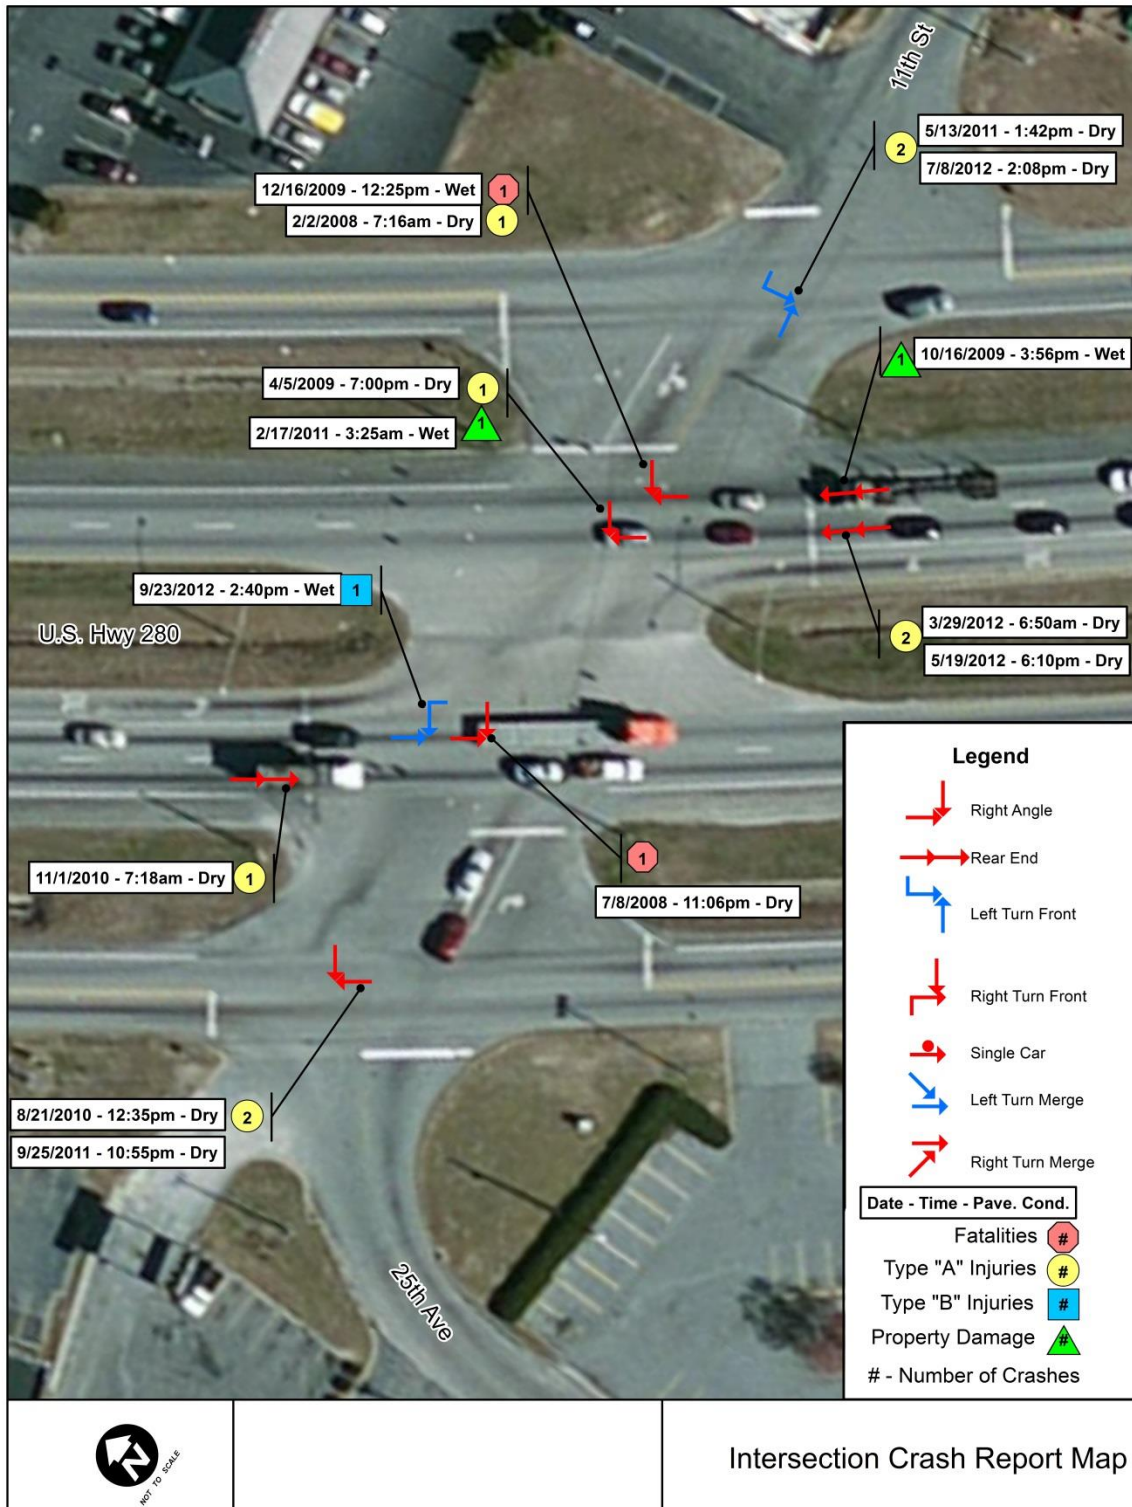 11th St
5/13/2011 - 1:42pm - Dry
2
7/8/2012 - 2:08pm - Dry
12/16/2009 - 12:25pm - Wet
1
2/2/2008 - 7:16am - Dry
1
1
10/16/2009 - 3:56pm - Wet
4/5/2009 - 7:00pm - Dry
1
2/17/2011 - 3:25am - Wet
1
9/23/2012 - 2:40pm - Wet
1
U.S. Hwy 280
2
3/29/2012 - 6:50am - Dry
5/19/2012 - 6:10pm - Dry
11/1/2010 - 7:18am - Dry
1
1
7/8/2008 - 11:06pm - Dry
8/21/2010 - 12:35pm - Dry
2
9/25/2011 - 10:55pm - Dry
25th Ave
Legend
Right Angle
Rear End
Left Turn Front
Right Turn Front
Single Car
Left Turn Merge
Right Turn Merge
Date - Time - Pave. Cond.
Fatalities #
Type "A" Injuries #
Type "B" Injuries #
Property Damage #
# - Number of Crashes
N
NOT TO SCALE
Intersection Crash Report Map